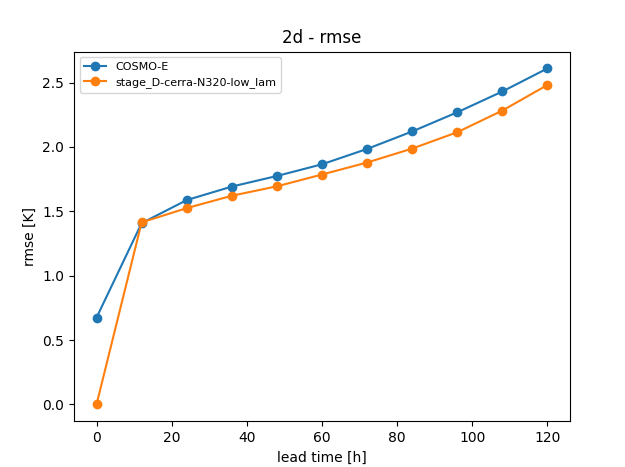 2d - rmse
COSMO-E
stage_D-cerra-N320-low_lam
rmse [K]
2.5
2.0
1.5
1.0
0.5
0.0
0 20 40 60 80 100 120
lead time [h]